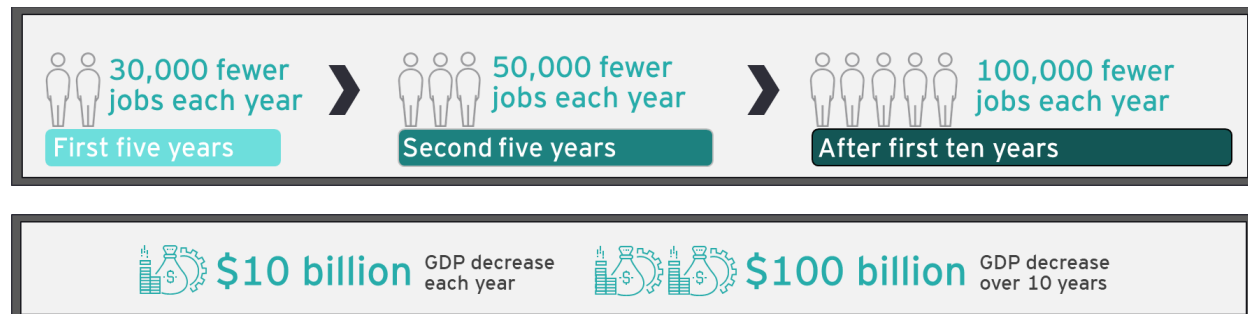 30,000 fewer
jobs each year
First five years
50,000 fewer
jobs each year
Second five years
100,000 fewer
jobs each year
After first ten years
$10 billion
GDP decrease
each year
$100 billion
GDP decrease
over 10 years